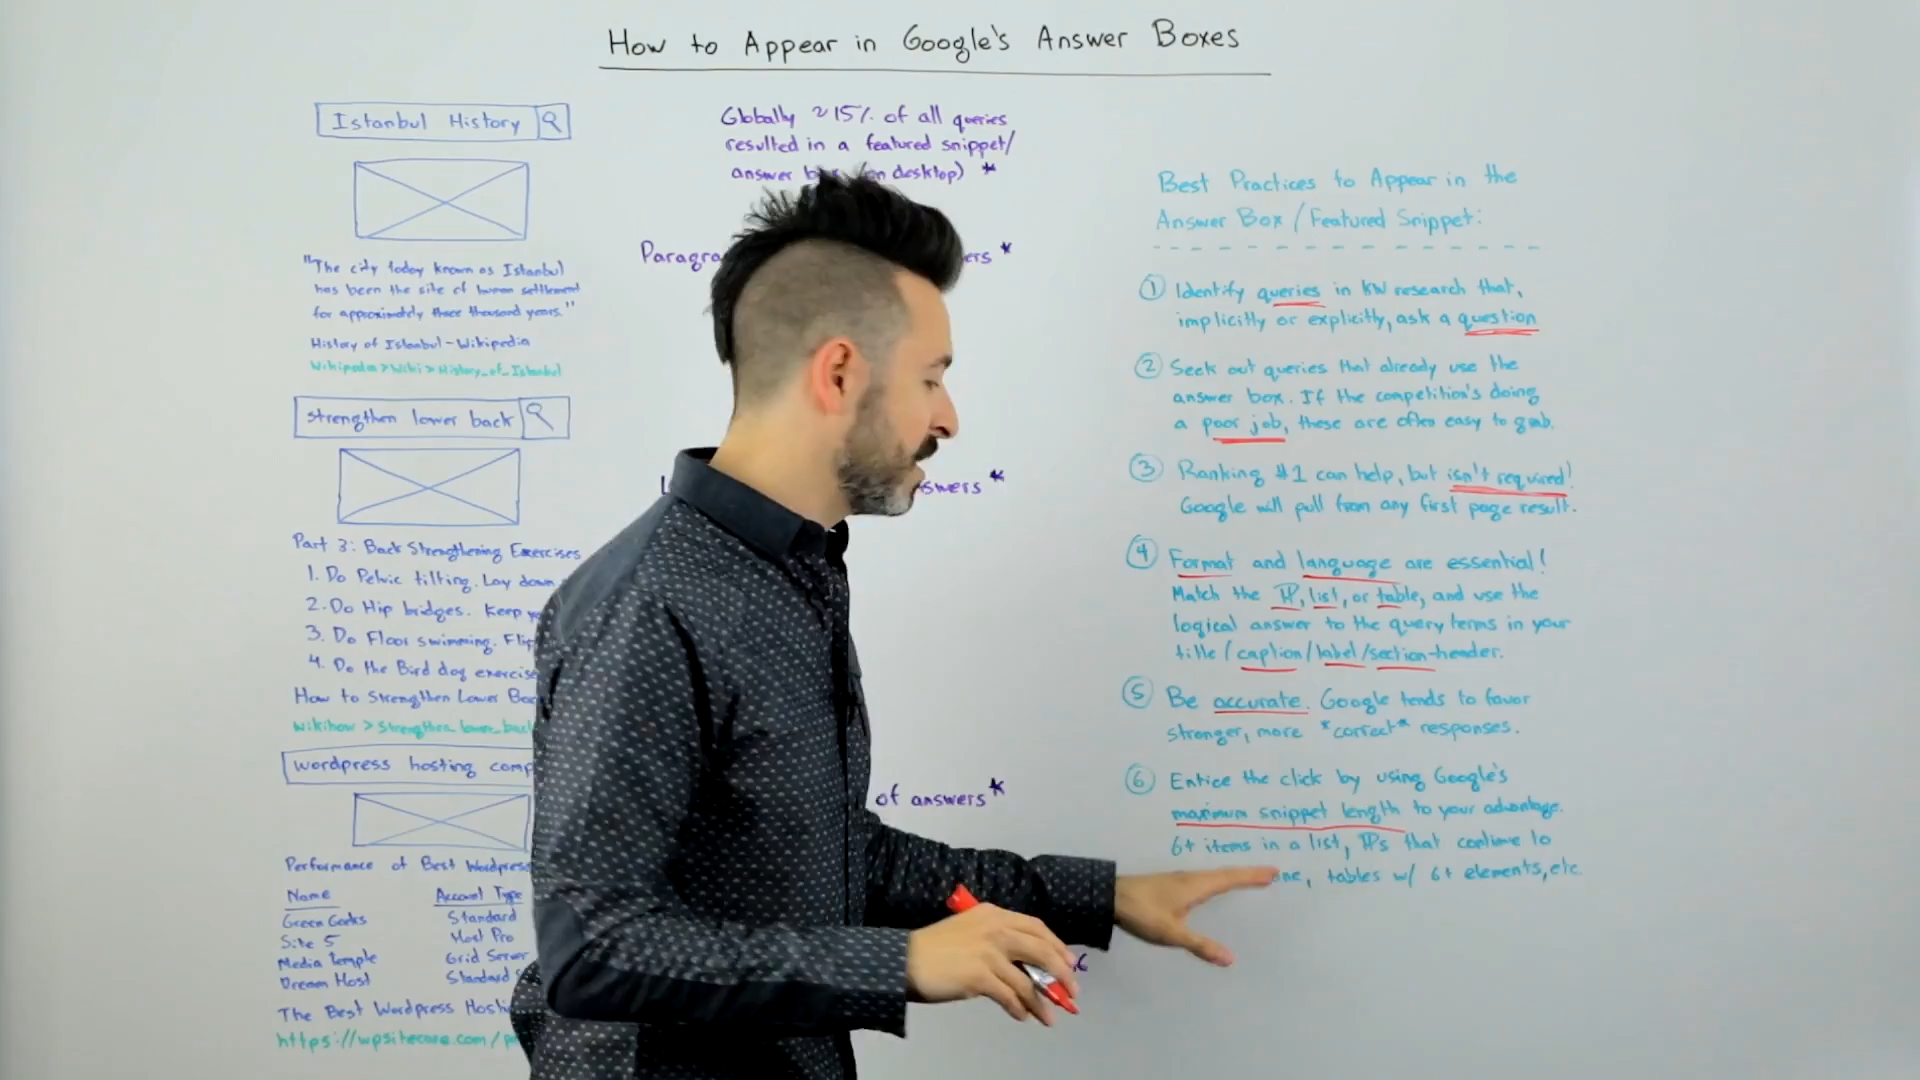 How to Appear in Google's Answer Boxes
Istanbul History
"The city today known as Istanbul
has been the site of human settlement
for approximately three thousand years."
History of Istanbul - Wikipedia
Wikipedia > Wiki > History_of_Istanbul
strengthen lower back
Part 3: Back Strengthening Exercises
1. Do Pelvic tilting. Lay down
2. Do Hip bridges. Keep
3. Do Floor swimming.
4. Do the Bird dog exercise
How to Strengthen Lower
wikihow > Strengthen_lower_back
wordpress hosting
Performance of Best Wordpress
Name Account Type
Green Geeks Standard
Site 5 Host Pro
Media Temple Grid Server
Dream Host Standard
The Best Wordpress
https://wpsitecare.com/
Globally ~15% of all queries
resulted in a featured snippet/
answer desktop) *
*
*
of answers*
Best Practices to Appear in the
Answer Box / Featured Snippet:
1 Identify queries in KW research that,
implicitly or explicitly, ask a question
2 Seek out queries that already use the
answer box. If the competition's doing
a poor job, these are often easy to grab.
3 Ranking #1 can help, but isn't required!
Google will pull from any first page result.
4 Format and language are essential!
Match the ¶, list, or table, and use the
logical answer to the query terms in your
title/caption/label/section-header.
5 Be accurate. Google tends to favor
stronger, more *correct* responses.
6 Entice the click by using Google's
maximum snippet length to your advantage.
6+ items in a list, ¶s that continue to
tables w/ 6+ elements, etc.